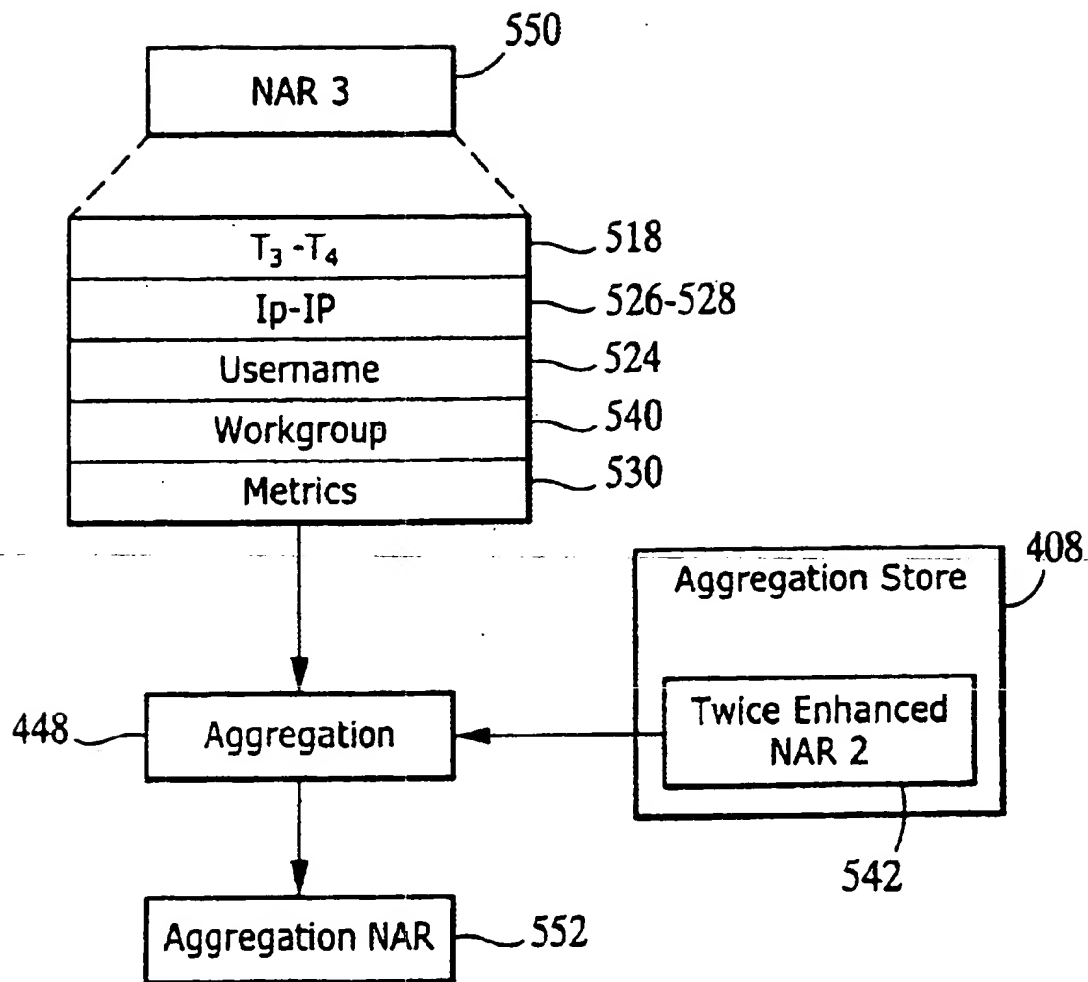 550
NAR 3
T₃ -T₄
518
Ip-IP
526-528
Username
524
Workgroup
540
Metrics
530
408
Aggregation Store
Twice Enhanced
NAR 2
448
Aggregation
542
Aggregation NAR
552